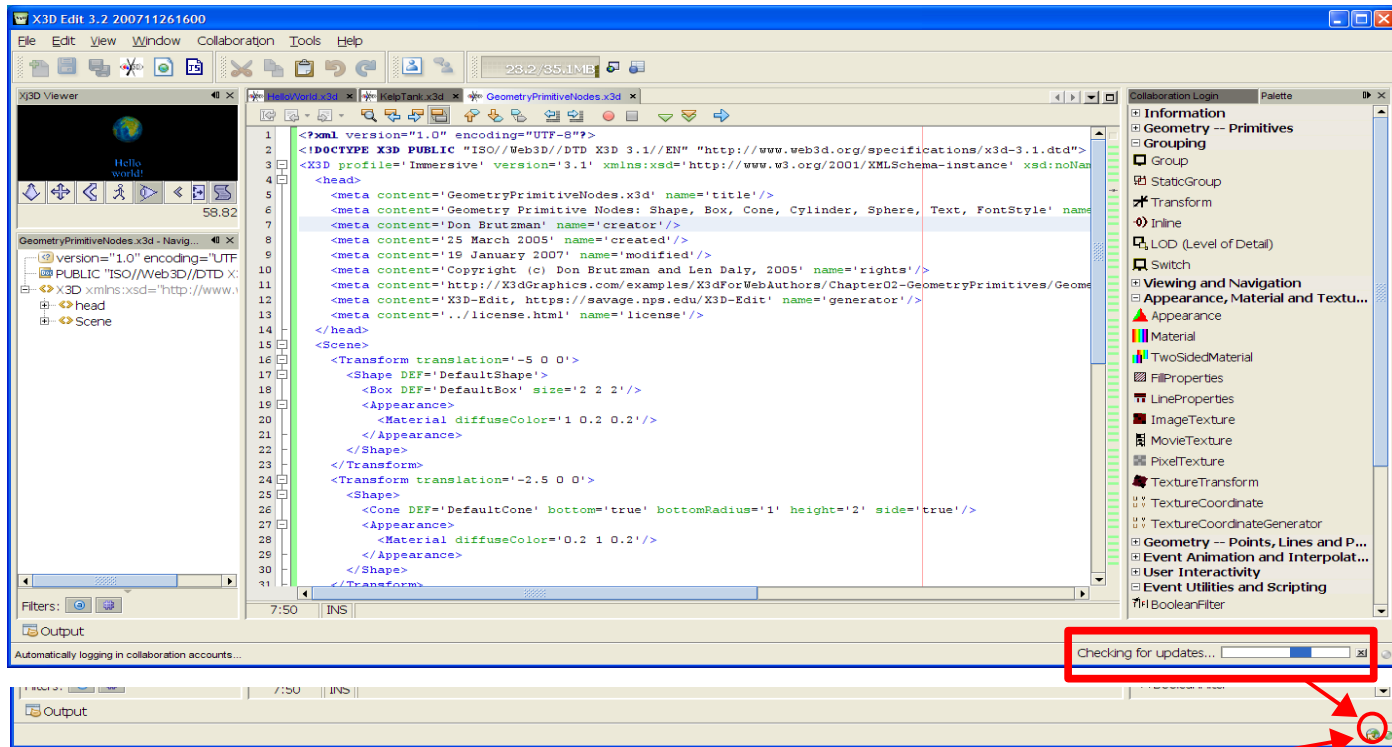 X3D Edit 3.2 200711261600
File Edit View Window Collaboration Tools Help
23.2/35.1MB
Xj3D Viewer
Hello
world!
58.82
GeometryPrimitiveNodes.x3d - Navig...
version="1.0" encoding="UTF
PUBLIC "ISO//Web3D//DTD X
X3D xmlns:xsd="http://www.
head
Scene
Filters:
HelloWorld.x3d KelpTank.x3d GeometryPrimitiveNodes.x3d
1 <?xml version="1.0" encoding="UTF-8"?>
2 <!DOCTYPE X3D PUBLIC "ISO//Web3D//DTD X3D 3.1//EN" "http://www.web3d.org/specifications/x3d-3.1.dtd">
3 <X3D profile='Immersive' version='3.1' xmlns:xsd='http://www.w3.org/2001/XMLSchema-instance' xsd:noNam
4 <head>
5 <meta content='GeometryPrimitiveNodes.x3d' name='title'/>
6 <meta content='Geometry Primitive Nodes: Shape, Box, Cone, Cylinder, Sphere, Text, FontStyle' name
7 <meta content='Don Brutzman' name='creator'/>
8 <meta content='25 March 2005' name='created'/>
9 <meta content='19 January 2007' name='modified'/>
10 <meta content='Copyright (c) Don Brutzman and Len Daly, 2005' name='rights'/>
11 <meta content='http://X3dGraphics.com/examples/X3dForWebAuthors/Chapter02-GeometryPrimitives/Geome
12 <meta content='X3D-Edit, https://savage.nps.edu/X3D-Edit' name='generator'/>
13 <meta content='../license.html' name='license'/>
14 </head>
15 <Scene>
16 <Transform translation='-5 0 0'>
17 <Shape DEF='DefaultShape'>
18 <Box DEF='DefaultBox' size='2 2 2'/>
19 <Appearance>
20 <Material diffuseColor='1 0.2 0.2'/>
21 </Appearance>
22 </Shape>
23 </Transform>
24 <Transform translation='-2.5 0 0'>
25 <Shape>
26 <Cone DEF='DefaultCone' bottom='true' bottomRadius='1' height='2' side='true'/>
27 <Appearance>
28 <Material diffuseColor='0.2 1 0.2'/>
29 </Appearance>
30 </Shape>
31 </Transform>
7:50 INS
Collaboration Login Palette
Information
Geometry -- Primitives
Grouping
Group
StaticGroup
Transform
Inline
LOD (Level of Detail)
Switch
Viewing and Navigation
Appearance, Material and Textu...
Appearance
Material
TwoSidedMaterial
FillProperties
LineProperties
ImageTexture
MovieTexture
PixelTexture
TextureTransform
TextureCoordinate
TextureCoordinateGenerator
Geometry -- Points, Lines and P...
Event Animation and Interpolat...
User Interactivity
Event Utilities and Scripting
BooleanFilter
Output
Automatically logging in collaboration accounts...
Checking for updates...
Filters: 7:50 INS BooleanFilter
Output